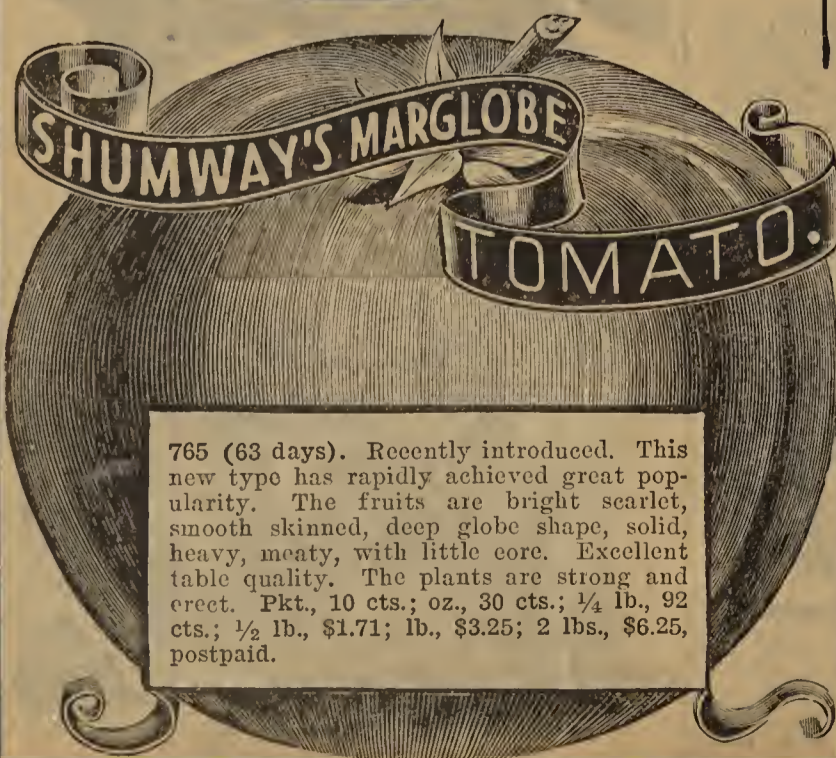 SHUMWAY'S MARGLOBE
TOMATO.
765 (63 days). Recently introduced. This
new type has rapidly achieved great pop-
ularity. The fruits are bright scarlet,
smooth skinned, deep globe shape, solid,
heavy, meaty, with little core. Excellent
table quality. The plants are strong and
erect. Pkt., 10 cts.; oz., 30 cts.; ¼ lb., 92
cts.; ½ lb., $1.71; lb., $3.25; 2 lbs., $6.25,
postpaid.